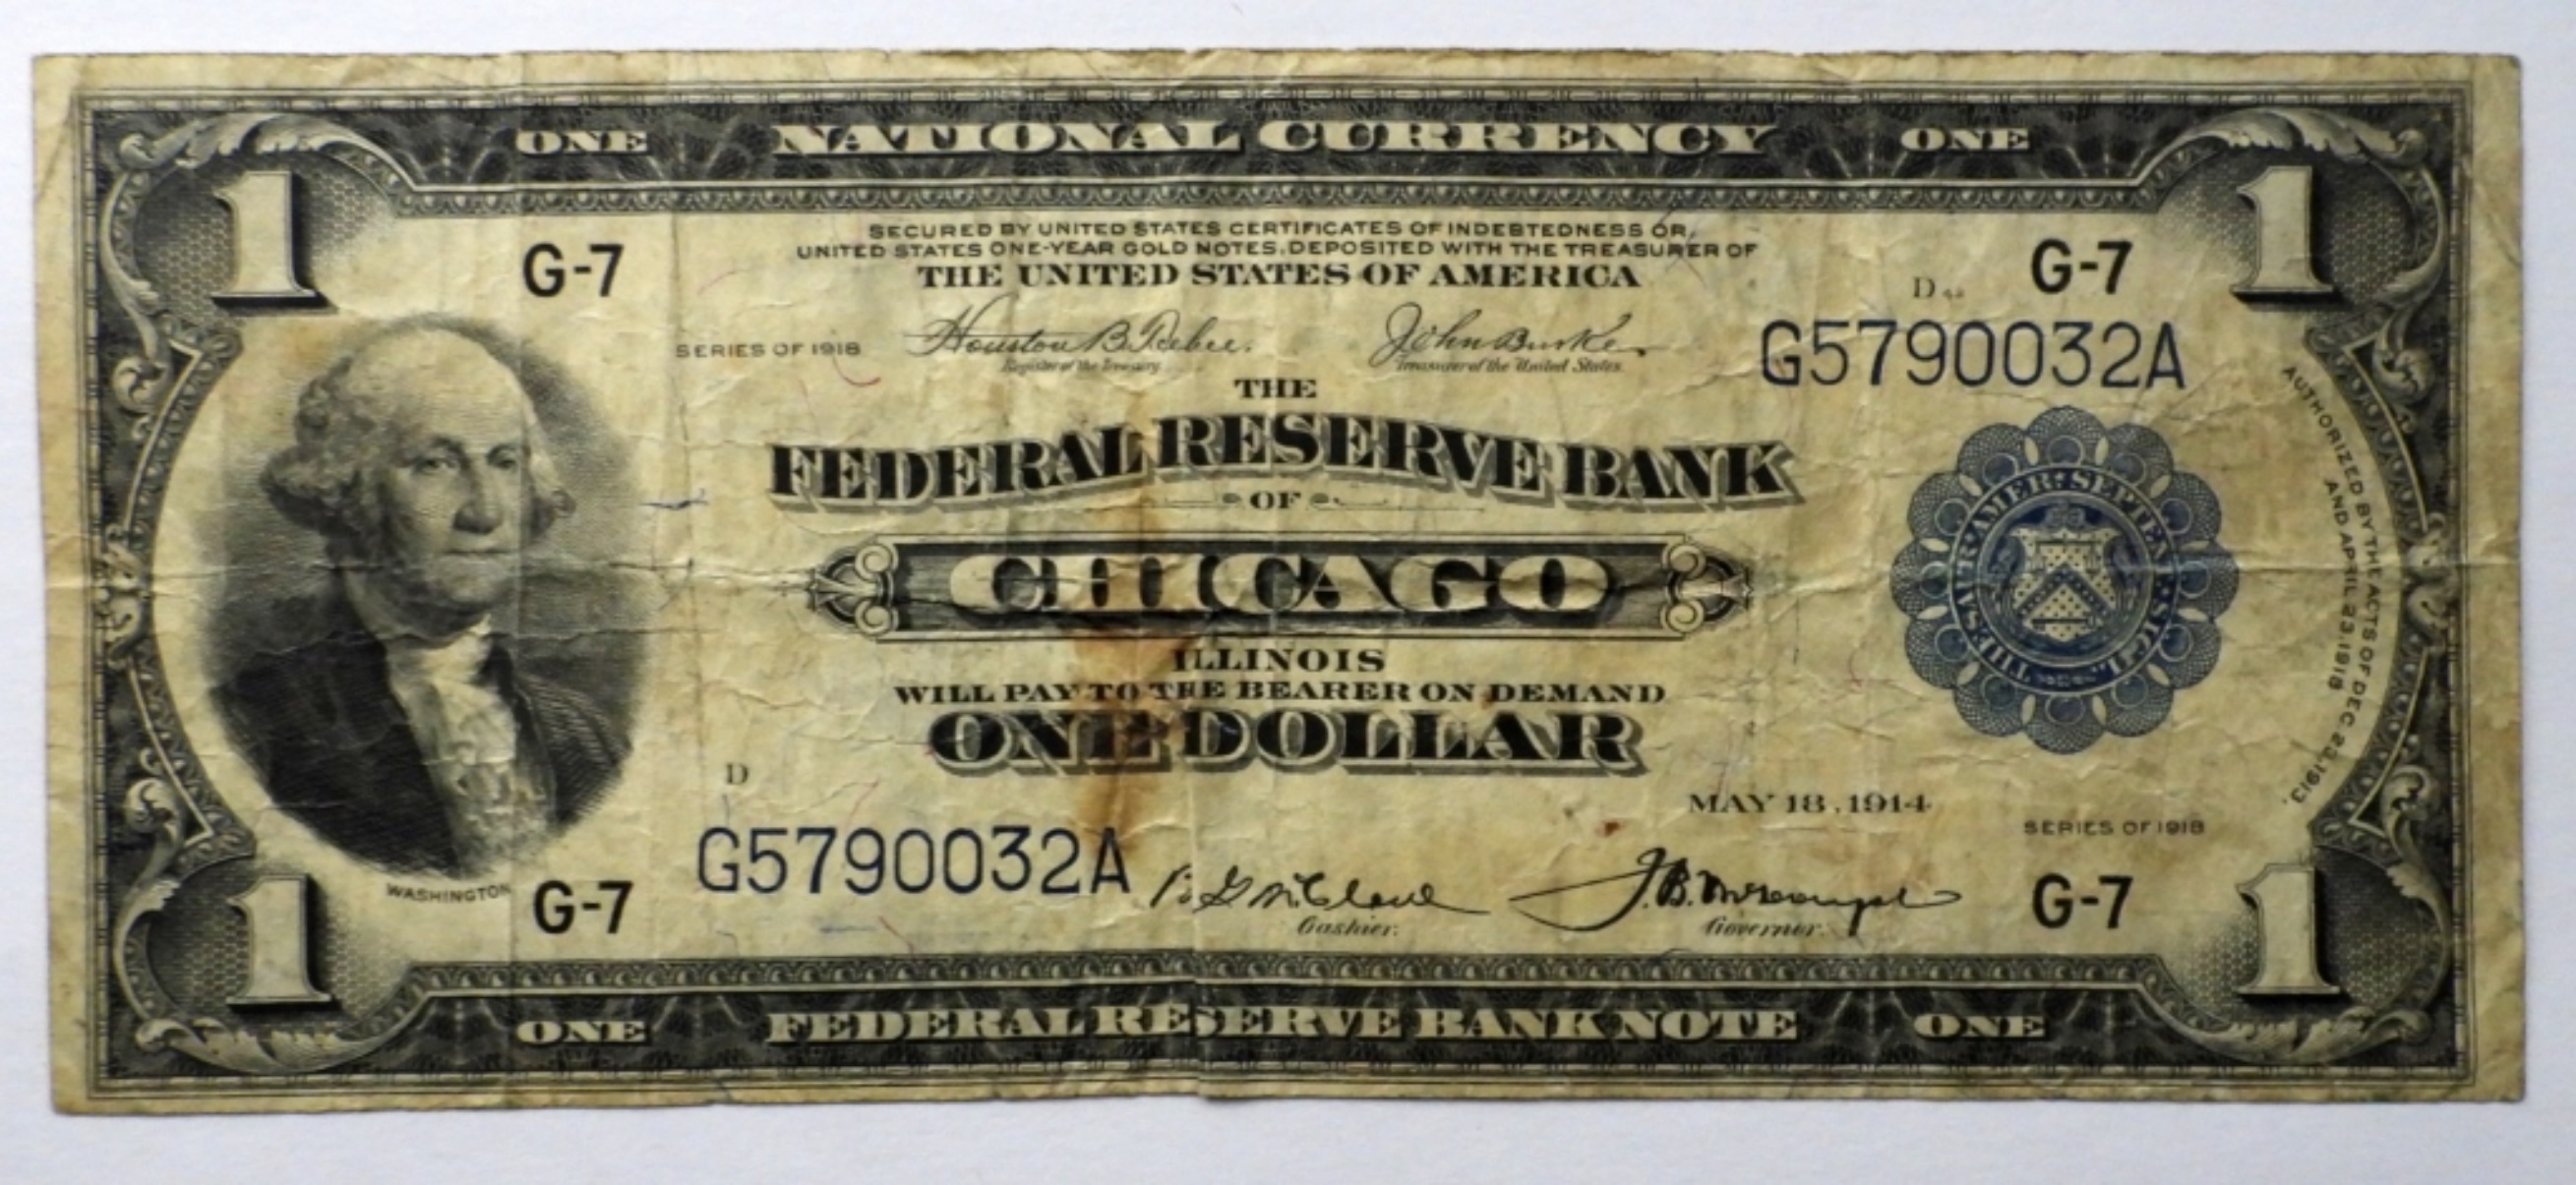 ONE NATIONAL CURRENCY ONE
1 1
SECURED BY UNITED STATES CERTIFICATES OF INDEBTEDNESS OR,
UNITED STATES ONE-YEAR GOLD NOTES, DEPOSITED WITH THE TREASURER OF
THE UNITED STATES OF AMERICA
G-7 D G-7
SERIES OF 1918 John Burke
Register of the Treasury. Treasurer of the United States.
G5790032A
THE
FEDERAL RESERVE BANK
OF
CHICAGO
ILLINOIS
WILL PAY TO THE BEARER ON DEMAND
ONE DOLLAR
THESAUR. AMER. SEPTEN. SIGIL.
AUTHORIZED BY THE ACTS OF DEC. 23, 1913,
AND APRIL 23, 1918
D
MAY 18, 1914
SERIES OF 1918
G5790032A
WASHINGTON
G-7 G-7
Cashier. Governor.
1 1
ONE FEDERAL RESERVE BANK NOTE ONE